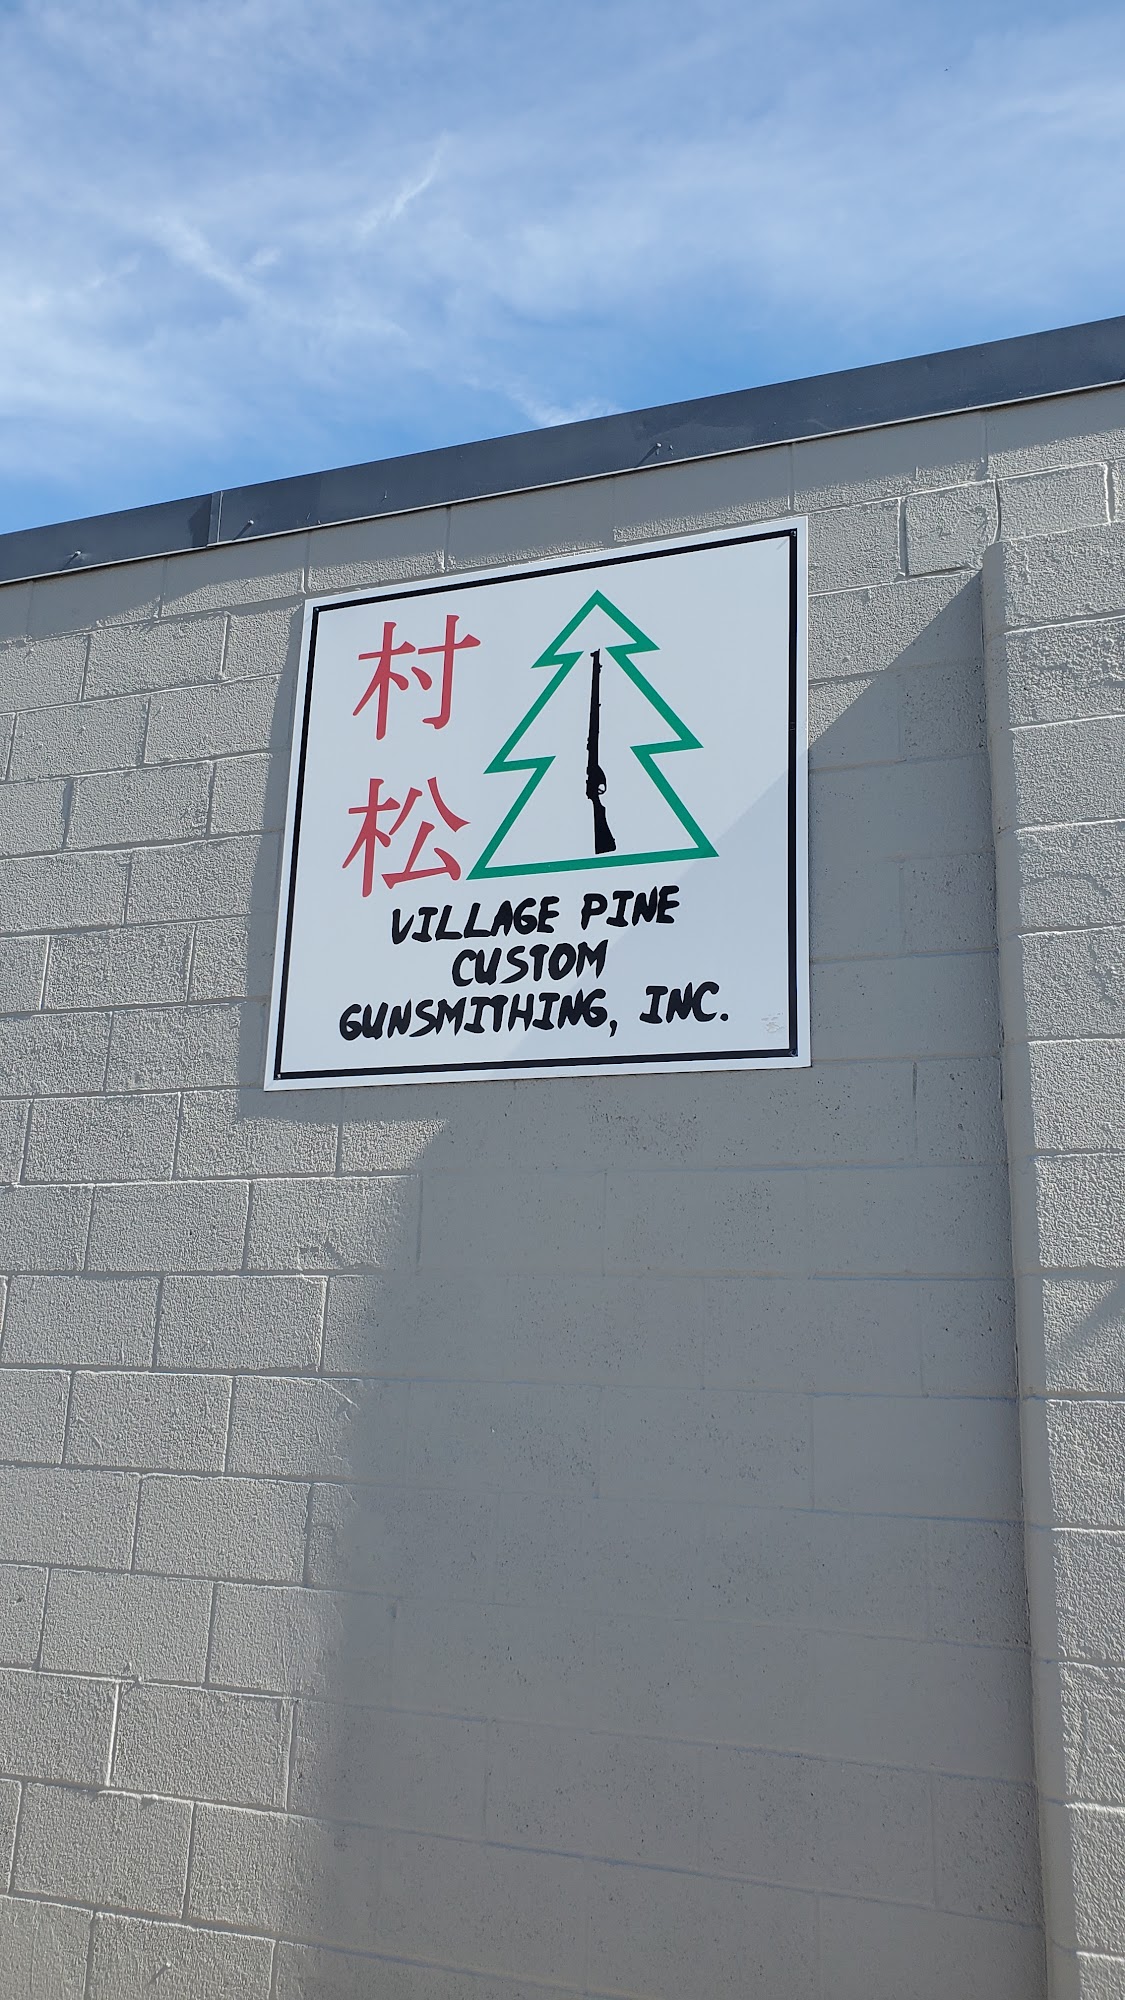 村
松
VILLAGE PINE
CUSTOM
GUNSMITHING, INC.